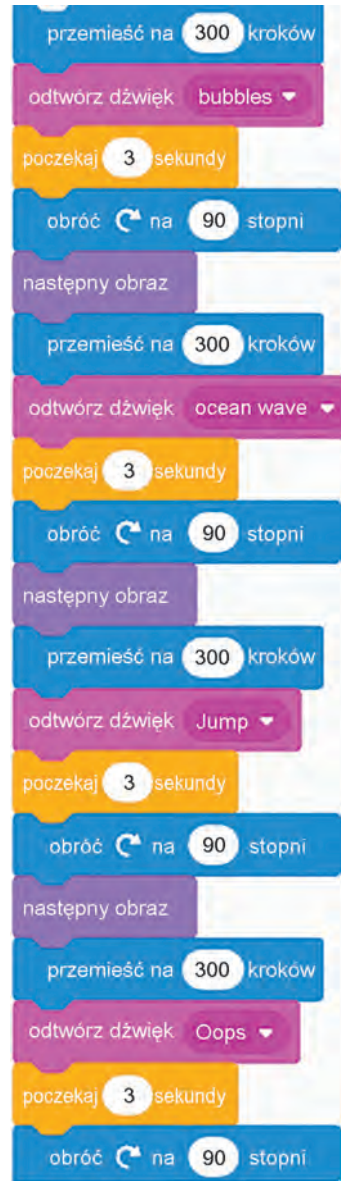 przemieść na 300 kroków
odtwórz dźwięk bubbles
poczekaj 3 sekundy
obróć na 90 stopni
następny obraz
przemieść na 300 kroków
odtwórz dźwięk ocean wave
poczekaj 3 sekundy
obróć na 90 stopni
następny obraz
przemieść na 300 kroków
odtwórz dźwięk Jump
poczekaj 3 sekundy
obróć na 90 stopni
następny obraz
przemieść na 300 kroków
odtwórz dźwięk Oops
poczekaj 3 sekundy
obróć na 90 stopni